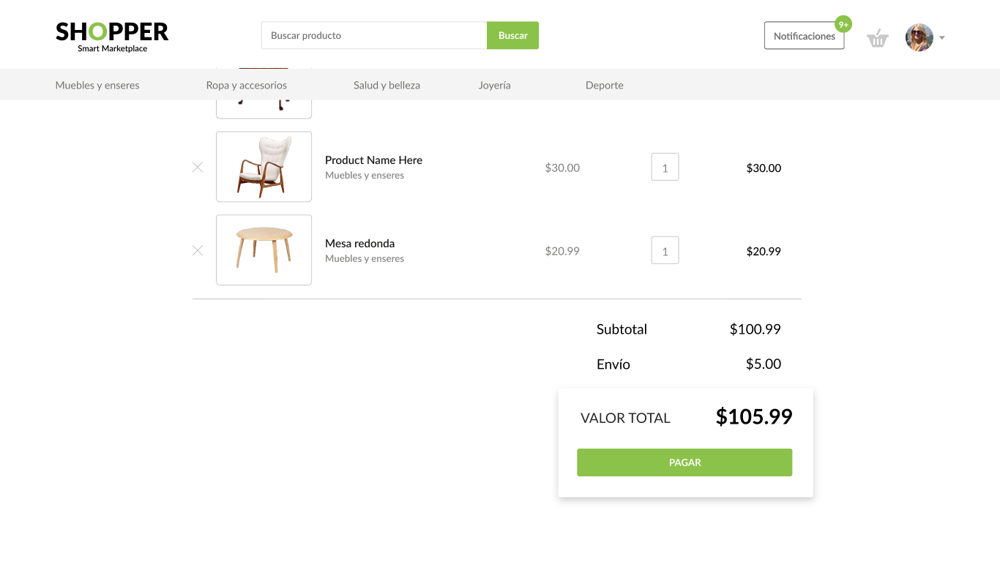 SHOPPER
Smart Marketplace
Buscar producto
Buscar
Notificaciones
9+
Muebles y enseres
Ropa y accesorios
Salud y belleza
Joyería
Deporte
Product Name Here
Muebles y enseres
$30.00
1
$30.00
Mesa redonda
Muebles y enseres
$20.99
1
$20.99
Subtotal
$100.99
Envío
$5.00
VALOR TOTAL
$105.99
PAGAR